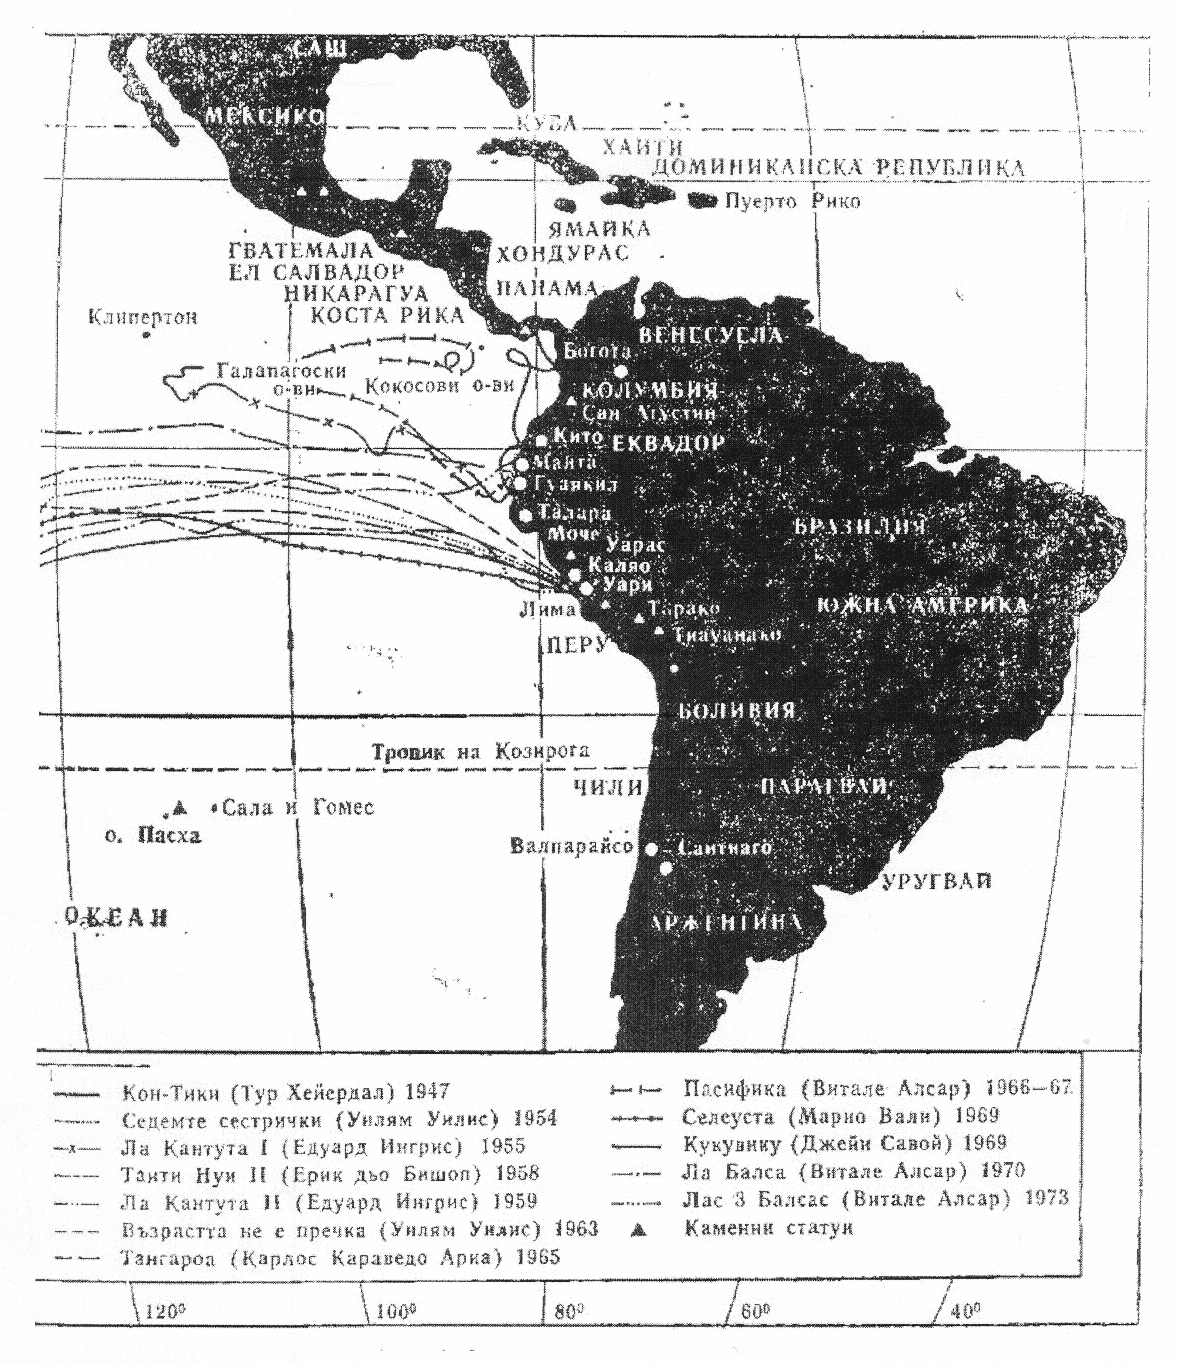 САЩ
МЕКСИКО
КУБА
ХАИТИ
ДОМИНИКАНСКА РЕПУБЛИКА
Пуерто Рико
ЯМАЙКА
ГВАТЕМАЛА
ХОНДУРАС
ЕЛ САЛВАДОР
НИКАРАГУА
ПАНАМА
КОСТА РИКА
Клипертон
ВЕНЕСУЕЛА
Богота
Галапагоски
о-ви
Кокосови о-ви
КОЛУМБИЯ
Сан Агустин
Кито
ЕКВАДОР
Манта
Гуаякил
Талара
БРАЗИЛИЯ
Моче
Уарас
Каляо
Уари
Лима
Тарако
ЮЖНА АМЕРИКА
Тиауанако
ПЕРУ
БОЛИВИЯ
Тропик на Козирога
ЧИЛИ
ПАРАГВАЙ
Сала и Гомес
о. Пасха
Валпарайсо
Сантиаго
УРУГВАЙ
ОКЕАН
АРЖЕНТИНА
Кон-Тики (Тур Хейердал) 1947
Седемте сестрички (Уилям Уилис) 1954
Ла Кантута I (Едуард Ингрис) 1955
Таити Нуи II (Ерик дьо Бишоп) 1958
Ла Кантута II (Едуард Ингрис) 1959
Възрастта не е пречка (Уилям Уилис) 1963
Тангароа (Карлос Караведо Арка) 1965
Пасифика (Витале Алсар) 1966—67.
Селеуста (Марио Вали) 1969
Кукувику (Джейн Савой) 1969
Ла Балса (Витале Алсар) 1970
Лас 3 Балсас (Витале Алсар) 1973
Каменни статуи
120⁰
100⁰
80⁰
60⁰
40⁰